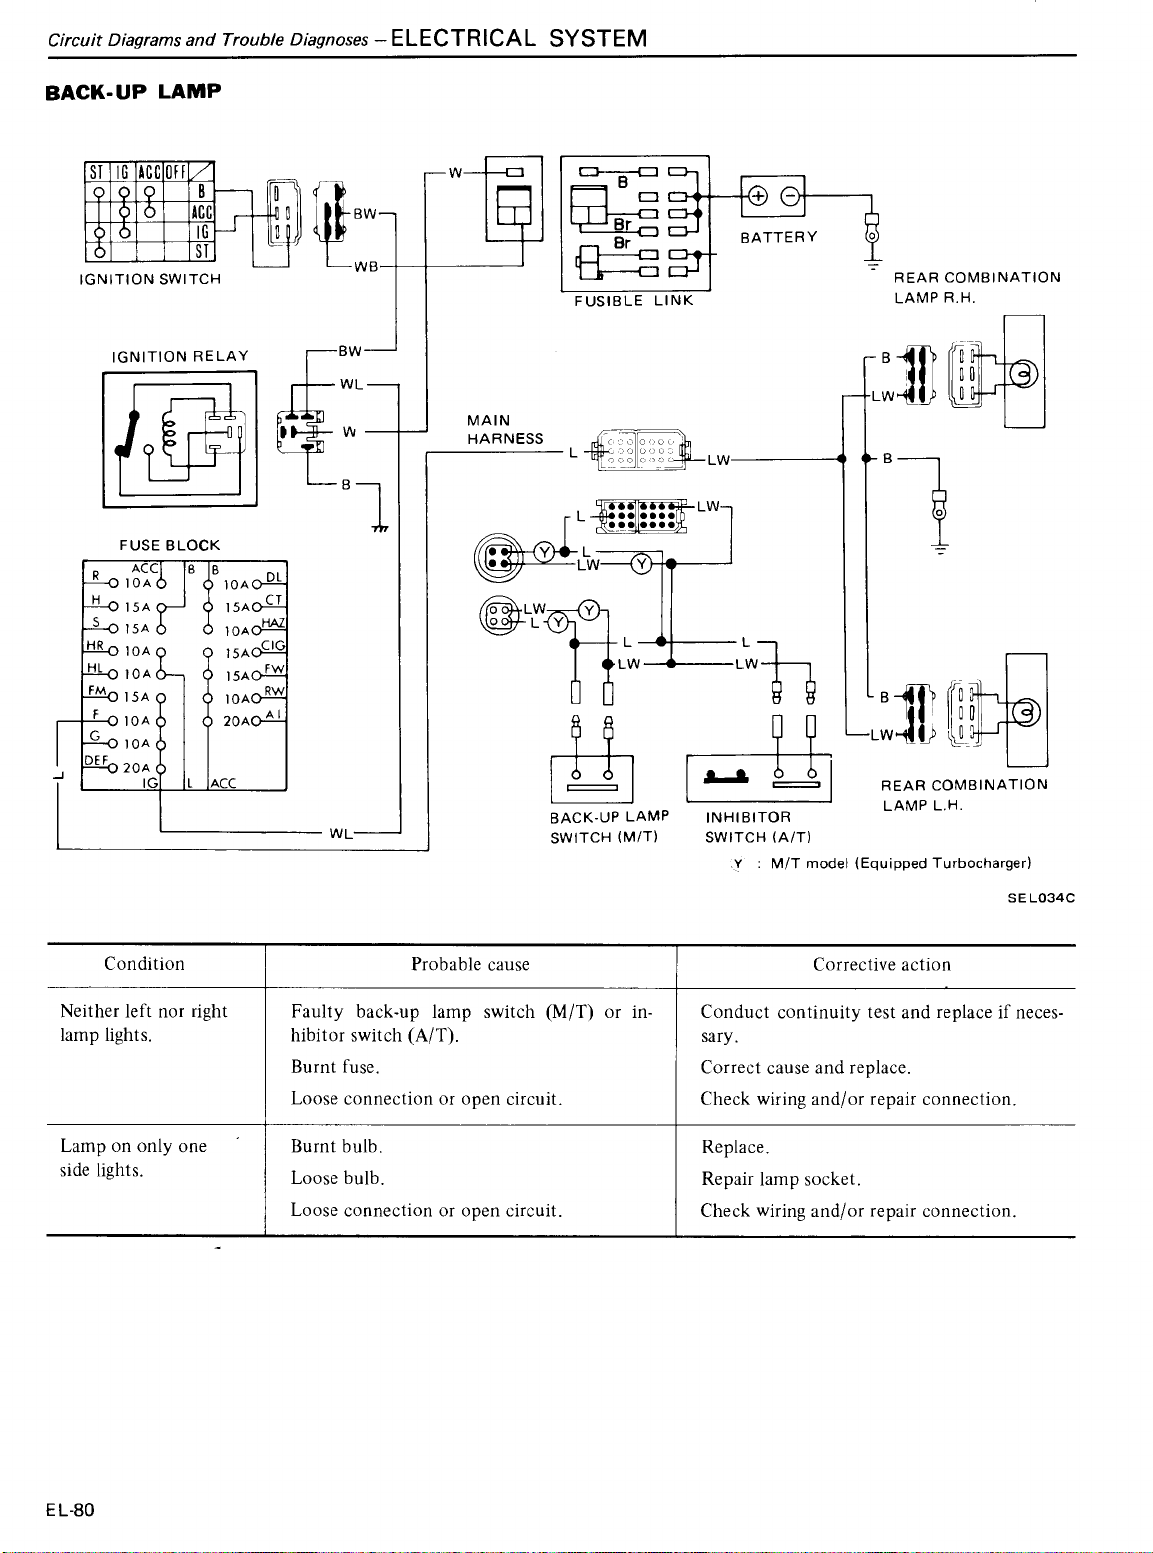 Circuit Diagrams and Trouble Diagnoses – ELECTRICAL SYSTEM
BACK-UP LAMP
ST IG ACC OFF
B
ACC
IG
ST
IGNITION SWITCH
BW
WB
W
B
Br
Br
FUSIBLE LINK
BATTERY
REAR COMBINATION
LAMP R.H.
IGNITION RELAY
BW
WL
W
B
MAIN
HARNESS
L
LW
B
LW
B
L
LW
Y
L
LW
Y
LW
Y
L
Y
L
L
LW
LW
B
LW
FUSE BLOCK
ACC B B
R 10A 10A DL
H 15A 15A CT
S 15A 10A HAZ
HR 10A 15A CIG
HL 10A 15A FW
FM 15A 10A RW
F 10A 20A AI
G 10A
DEF 20A
IG L ACC
L
WL
BACK-UP LAMP
SWITCH (M/T)
INHIBITOR
SWITCH (A/T)
REAR COMBINATION
LAMP L.H.
Y : M/T model (Equipped Turbocharger)
SEL034C
Condition Probable cause Corrective action
Neither left nor right
lamp lights.
Faulty back-up lamp switch (M/T) or in-
hibitor switch (A/T).
Conduct continuity test and replace if neces-
sary.
Burnt fuse. Correct cause and replace.
Loose connection or open circuit. Check wiring and/or repair connection.
Lamp on only one
side lights.
Burnt bulb. Replace.
Loose bulb. Repair lamp socket.
Loose connection or open circuit. Check wiring and/or repair connection.
EL-80